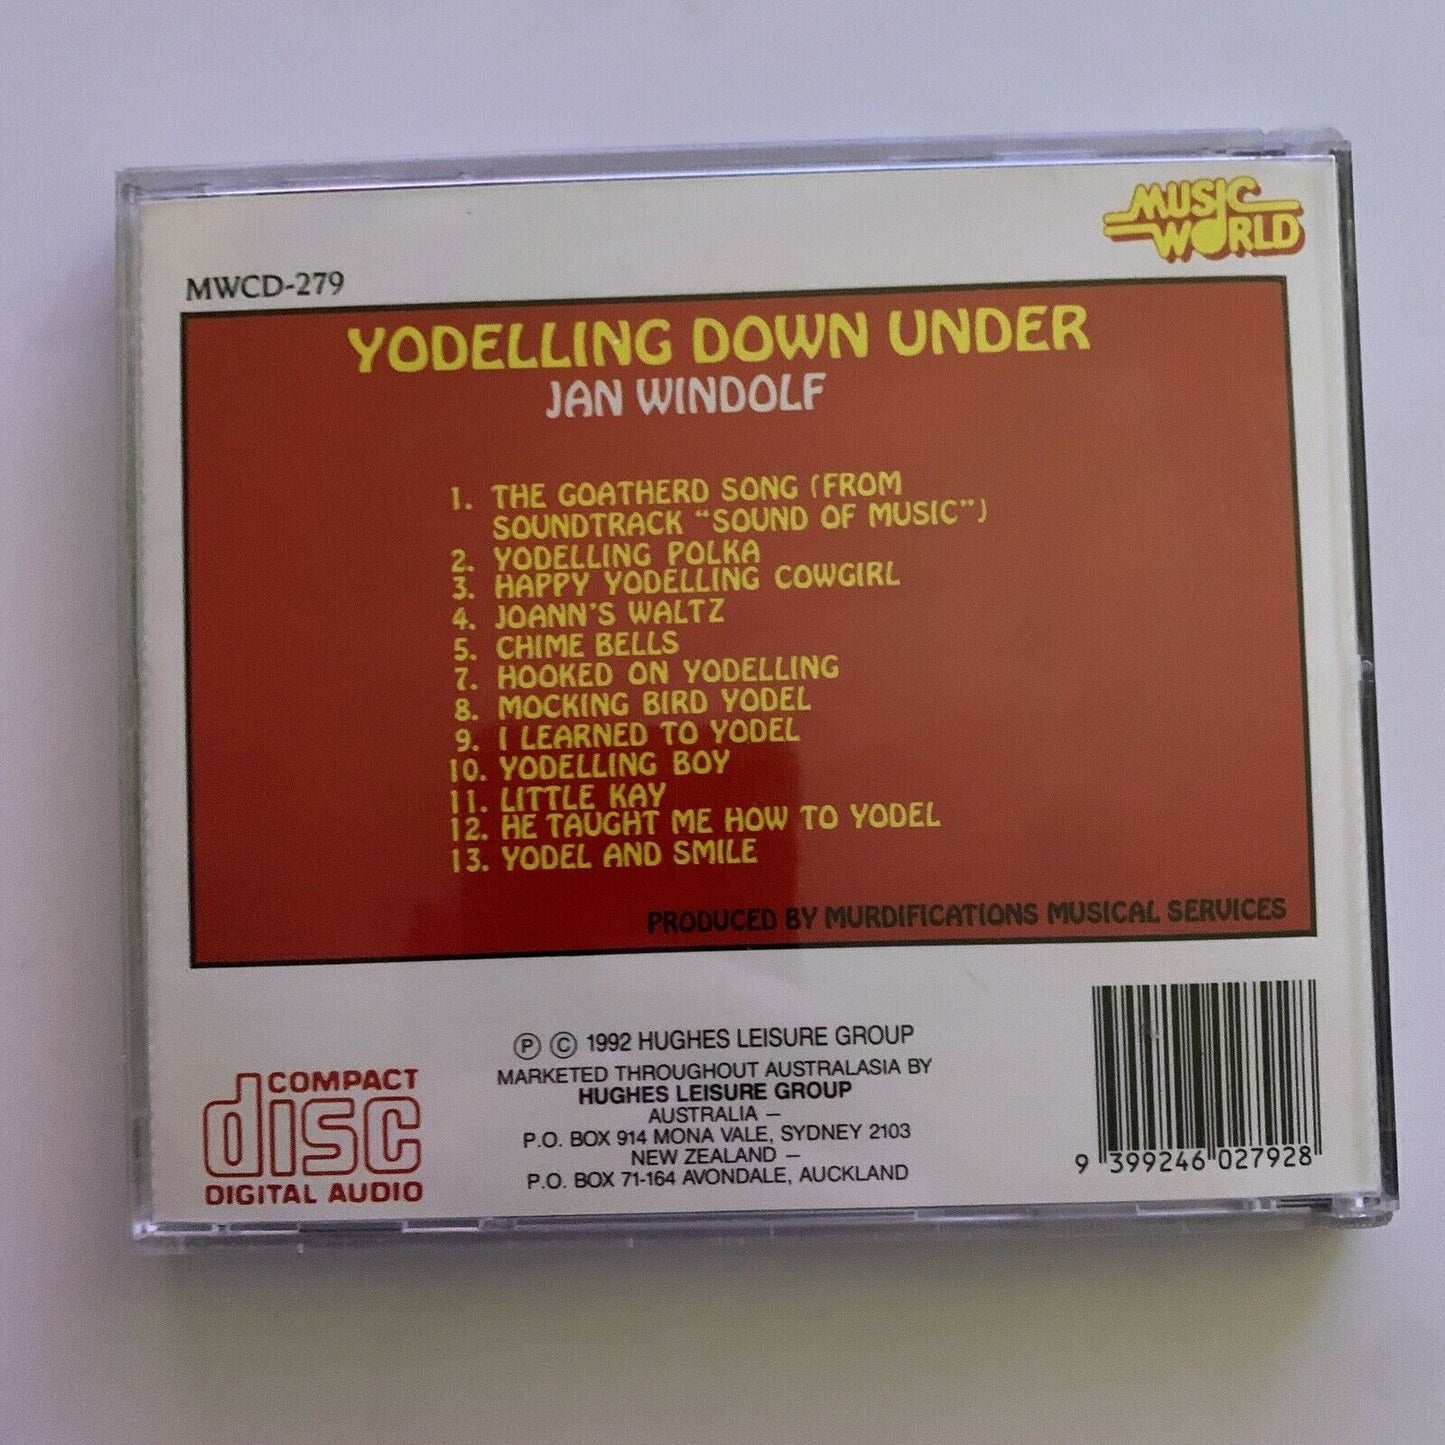 MUSIC
WORLD
MWCD-279
YODELLING DOWN UNDER
JAN WINDOLF
1. THE GOATHERD SONG (FROM
SOUNDTRACK "SOUND OF MUSIC")
2. YODELLING POLKA
3. HAPPY YODELLING COWGIRL
4. JOANN'S WALTZ
5. CHIME BELLS
7. HOOKED ON YODELLING
8. MOCKING BIRD YODEL
9. I LEARNED TO YODEL
10. YODELLING BOY
11. LITTLE KAY
12. HE TAUGHT ME HOW TO YODEL
13. YODEL AND SMILE
PRODUCED BY MURDIFICATIONS MUSICAL SERVICES
COMPACT
disc
DIGITAL AUDIO
Ⓟ © 1992 HUGHES LEISURE GROUP
MARKETED THROUGHOUT AUSTRALASIA BY
HUGHES LEISURE GROUP
AUSTRALIA —
P.O. BOX 914 MONA VALE, SYDNEY 2103
NEW ZEALAND —
P.O. BOX 71-164 AVONDALE, AUCKLAND
9 399246 027928